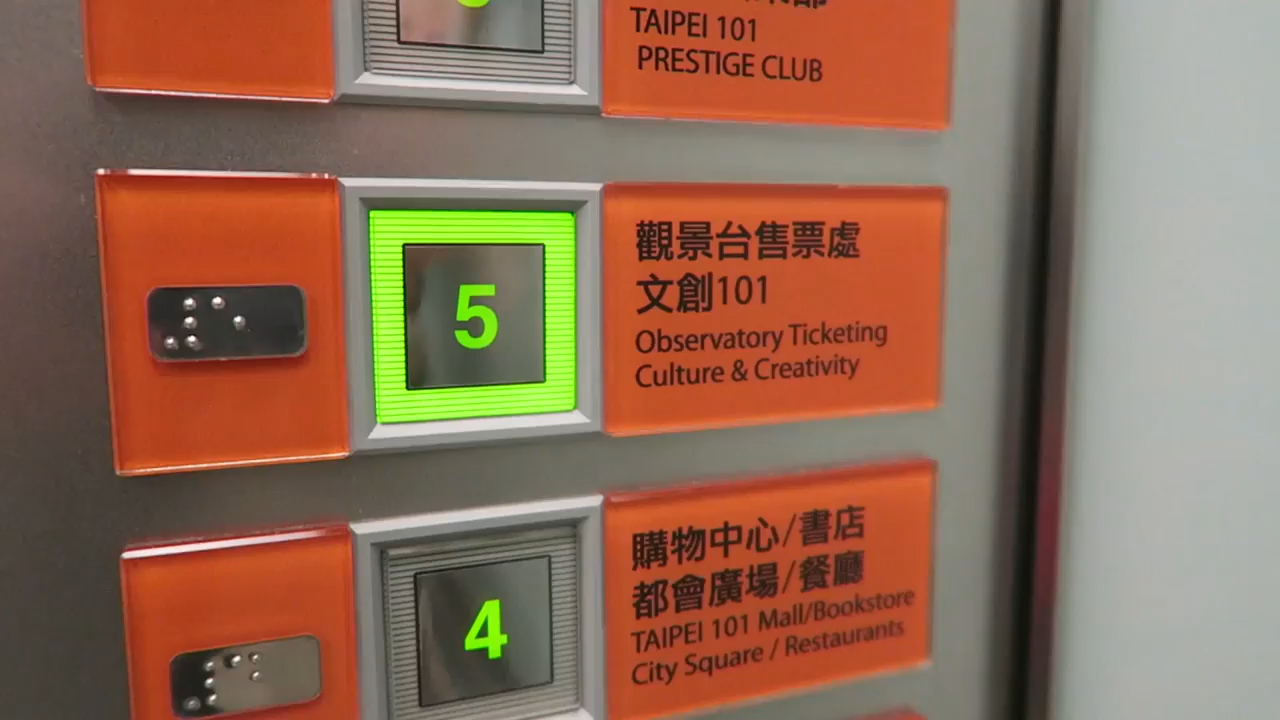 TAIPEI 101
PRESTIGE CLUB
5
觀景台售票處
文創101
Observatory Ticketing
Culture & Creativity
4
購物中心/書店
都會廣場/餐廳
TAIPEI 101 Mall/Bookstore
City Square / Restaurants